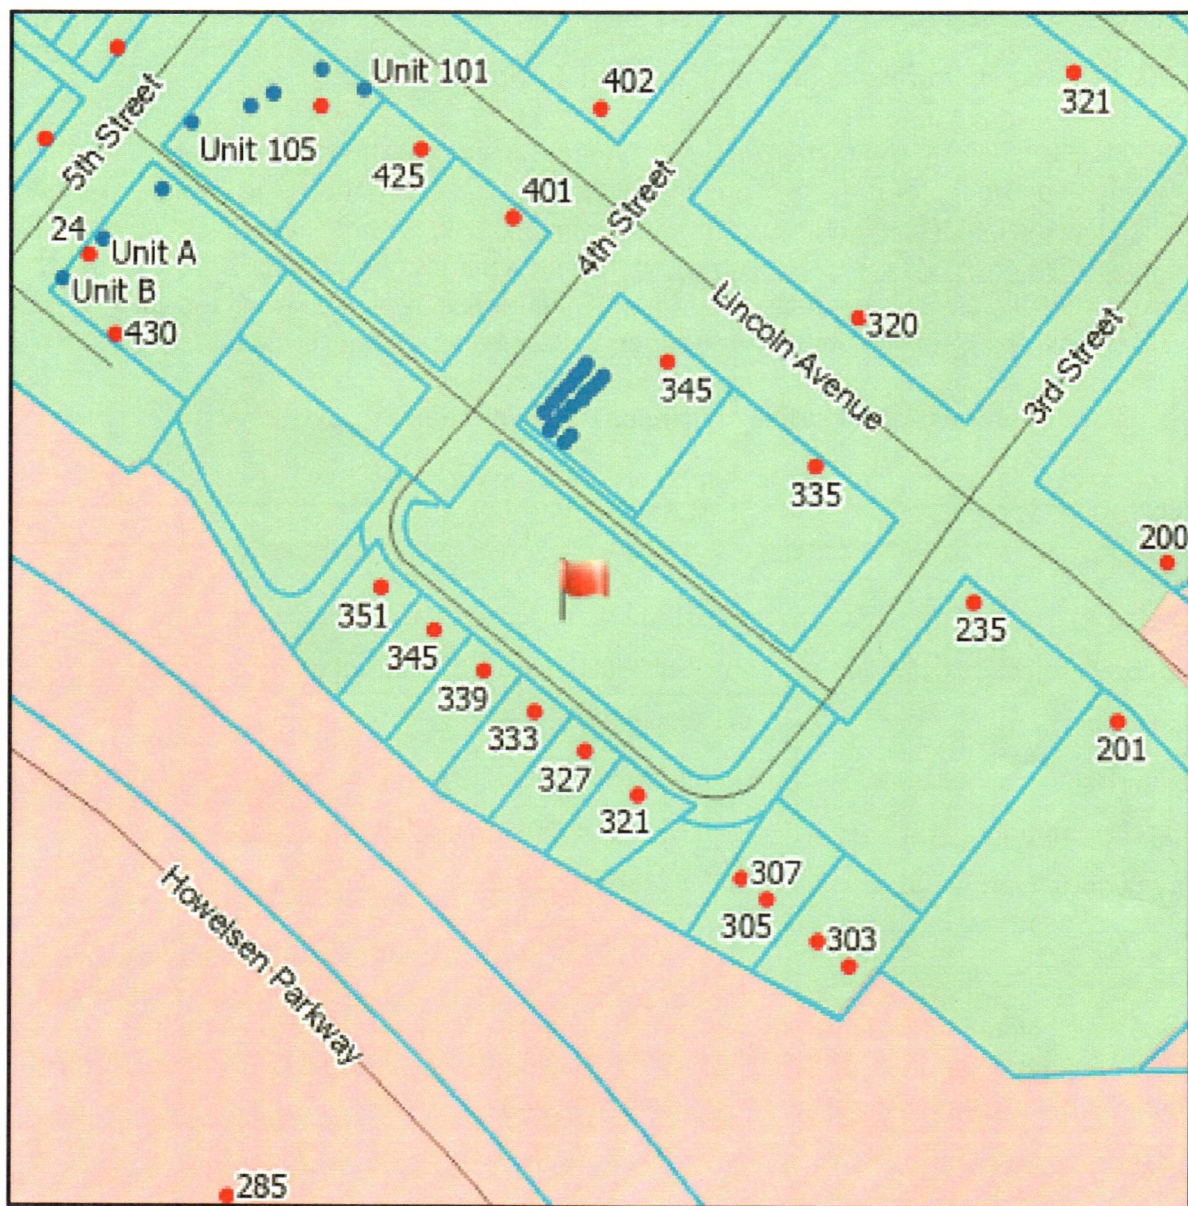 Unit 101
402
321
5th Street
Unit 105
425
401
4th Street
24
Unit A
Unit B
430
Lincoln Avenue
320
3rd Street
345
335
200
351
345
235
339
333
201
327
321
307
305
303
Howelsen Parkway
285